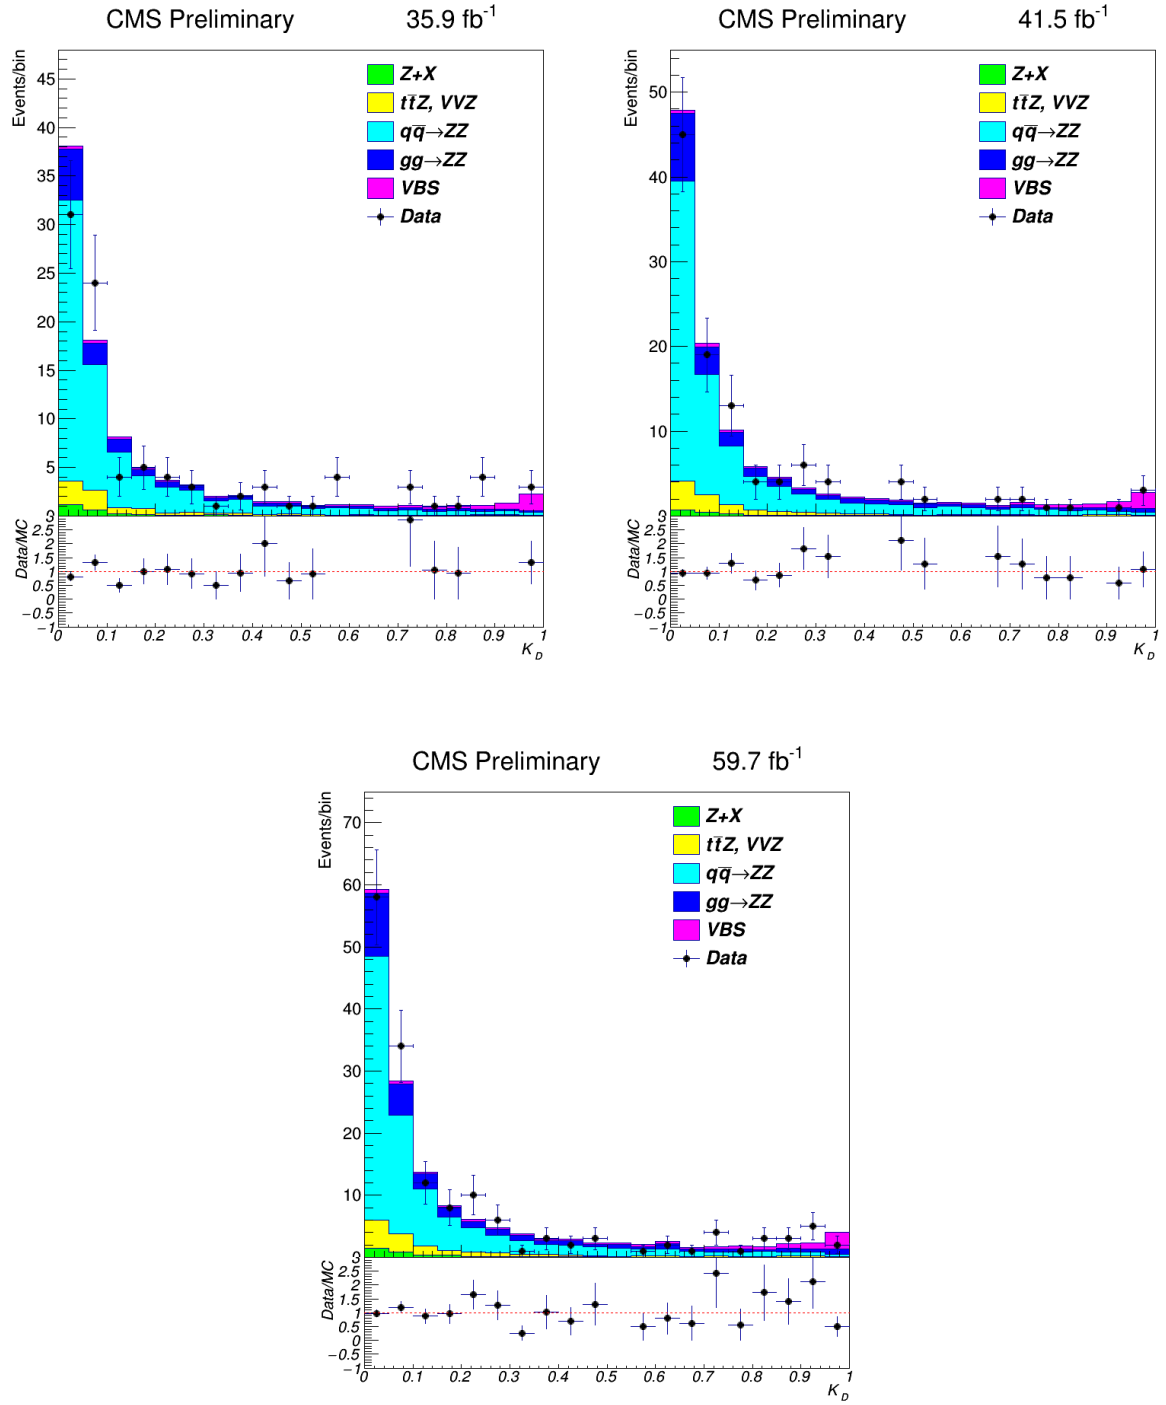 CMS Preliminary 35.9 fb⁻¹
Events/bin
45
40
35
30
25
20
15
10
5
Z+X
tt̄Z, VVZ
qq̄→ZZ
gg→ZZ
VBS
Data
Data/MC
3
2.5
2
1.5
1
0.5
0
−0.5
−1
0 0.1 0.2 0.3 0.4 0.5 0.6 0.7 0.8 0.9 1
K_D
CMS Preliminary 41.5 fb⁻¹
Events/bin
50
40
30
20
10
Z+X
tt̄Z, VVZ
qq̄→ZZ
gg→ZZ
VBS
Data
Data/MC
3
2.5
2
1.5
1
0.5
0
−0.5
−1
0 0.1 0.2 0.3 0.4 0.5 0.6 0.7 0.8 0.9 1
K_D
CMS Preliminary 59.7 fb⁻¹
Events/bin
70
60
50
40
30
20
10
Z+X
tt̄Z, VVZ
qq̄→ZZ
gg→ZZ
VBS
Data
Data/MC
3
2.5
2
1.5
1
0.5
0
−0.5
−1
0 0.1 0.2 0.3 0.4 0.5 0.6 0.7 0.8 0.9 1
K_D